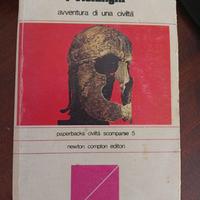 avventura di una civiltà
paperbacks civiltà scomparse 5
newton compton editori